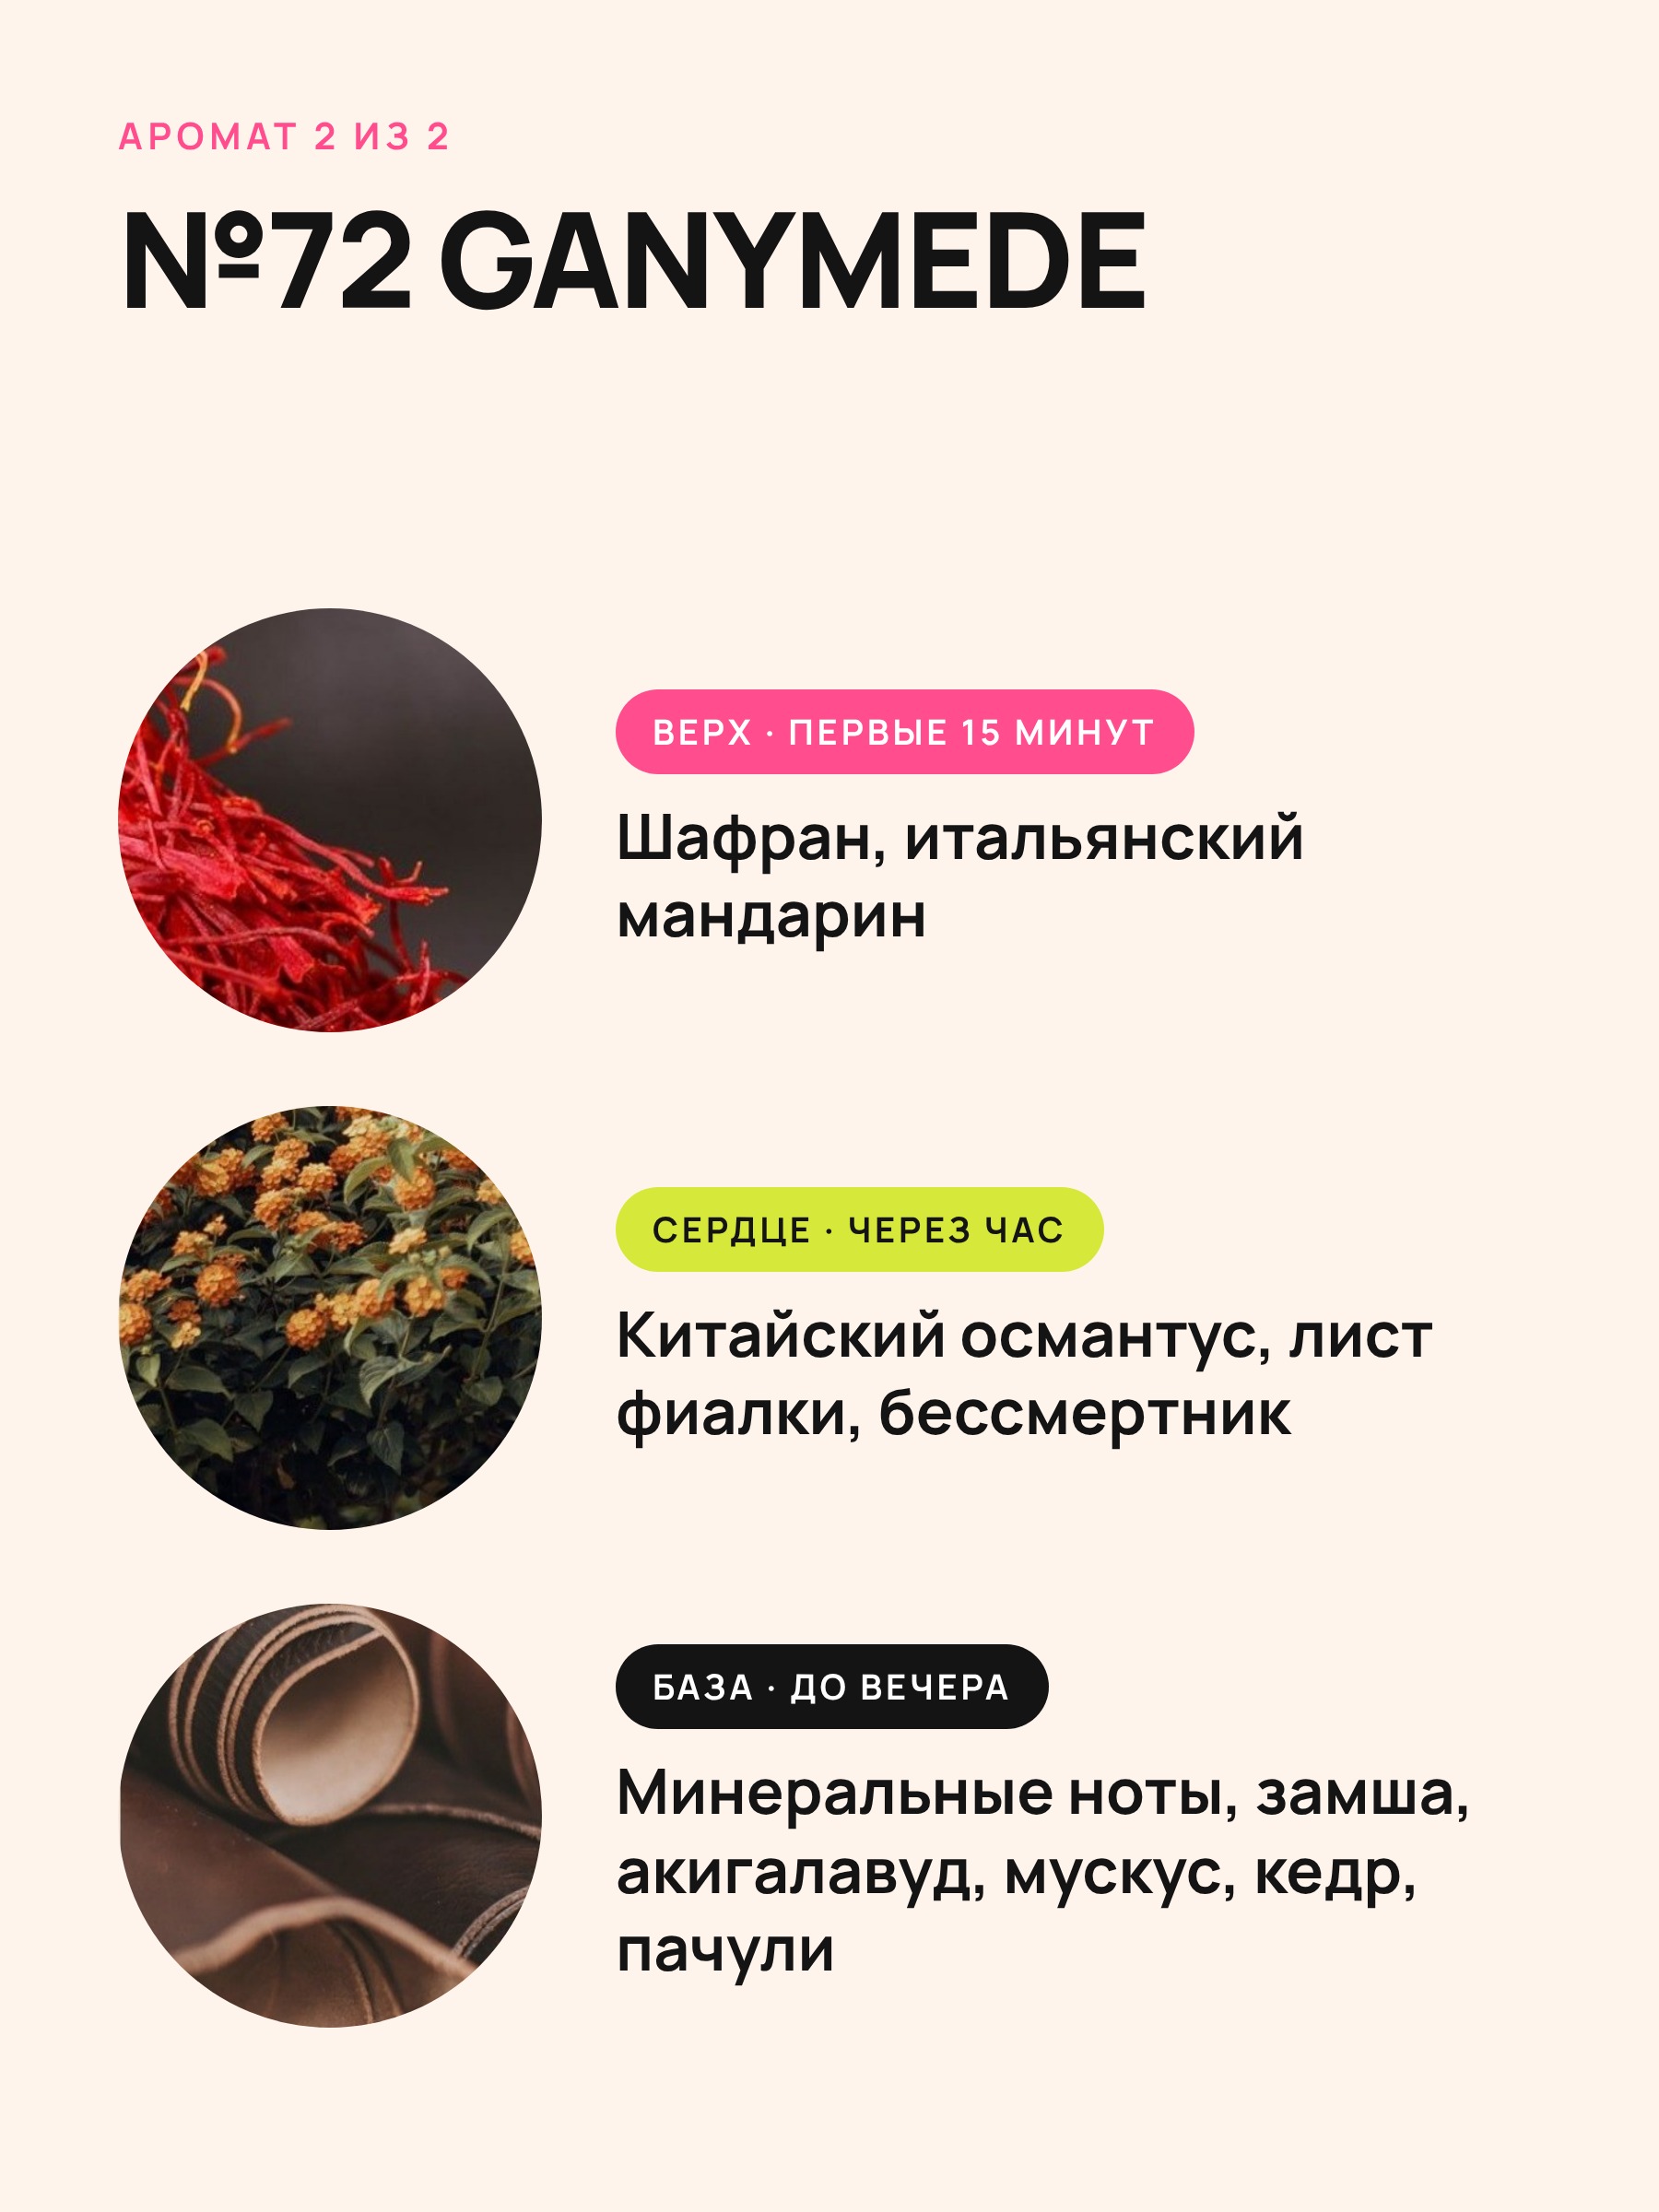 АРОМАТ 2 ИЗ 2
№72 GANYMEDE
ВЕРХ · ПЕРВЫЕ 15 МИНУТ
Шафран, итальянский
мандарин
СЕРДЦЕ · ЧЕРЕЗ ЧАС
Китайский османтус, лист
фиалки, бессмертник
БАЗА · ДО ВЕЧЕРА
Минеральные ноты, замша,
акигалавуд, мускус, кедр,
пачули